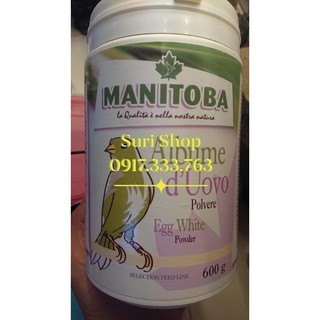 MANITOBA
la Qualità è nella nostra natura
Suri Shop
Albume
0917.333.763
d'Uovo
Polvere
Egg White
Powder
SELECTION FEED LINE
600 g